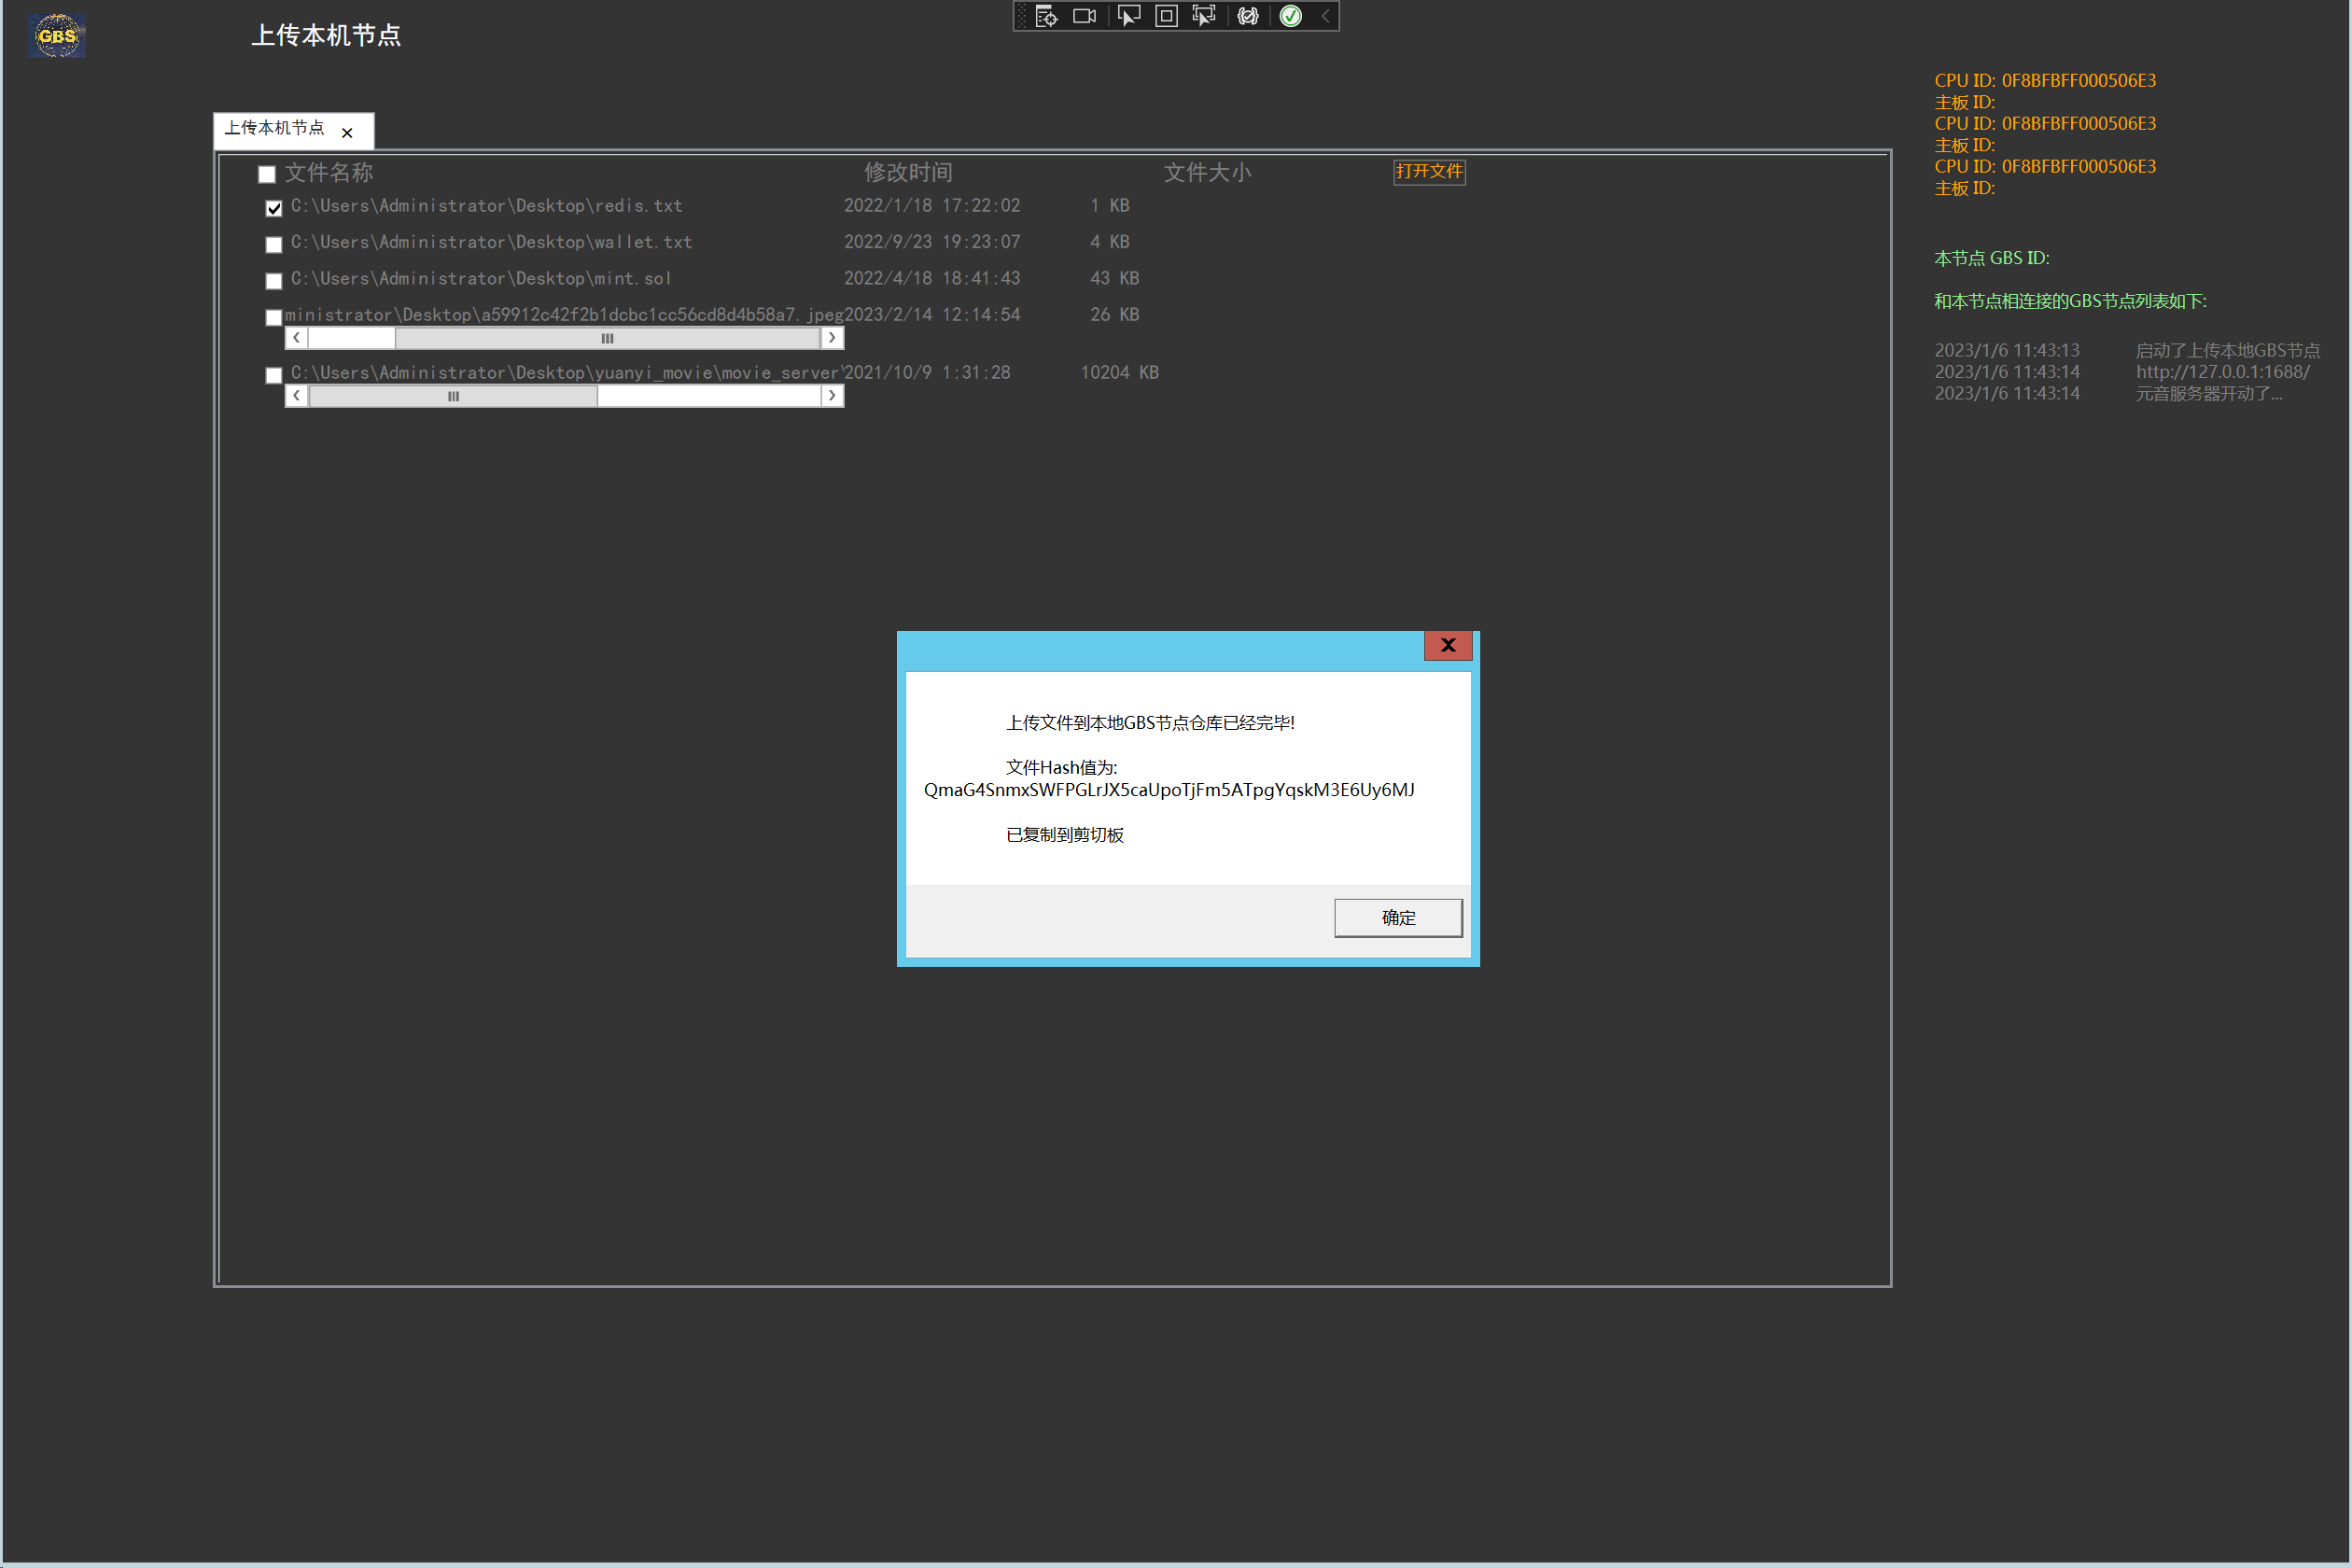 GBS
上传本机节点
上传本机节点
文件名称 修改时间 文件大小 打开文件
C:\Users\Administrator\Desktop\redis.txt 2022/1/18 17:22:02 1 KB
C:\Users\Administrator\Desktop\wallet.txt 2022/9/23 19:23:07 4 KB
C:\Users\Administrator\Desktop\mint.sol 2022/4/18 18:41:43 43 KB
ministrator\Desktop\a59912c42f2b1dcbc1cc56cd8d4b58a7.jpeg 2023/2/14 12:14:54 26 KB
C:\Users\Administrator\Desktop\yuanyi_movie\movie_server\ 2021/10/9 1:31:28 10204 KB
上传文件到本地GBS节点仓库已经完毕!
文件Hash值为:
QmaG4SnmxSWFPGLrJX5caUpoTjFm5ATpgYqskM3E6Uy6MJ
已复制到剪切板
确定
CPU ID: 0F8BFBFF000506E3
主板 ID:
CPU ID: 0F8BFBFF000506E3
主板 ID:
CPU ID: 0F8BFBFF000506E3
主板 ID:
本节点 GBS ID:
和本节点相连接的GBS节点列表如下:
2023/1/6 11:43:13 启动了上传本地GBS节点
2023/1/6 11:43:14 http://127.0.0.1:1688/
2023/1/6 11:43:14 元音服务器开动了...